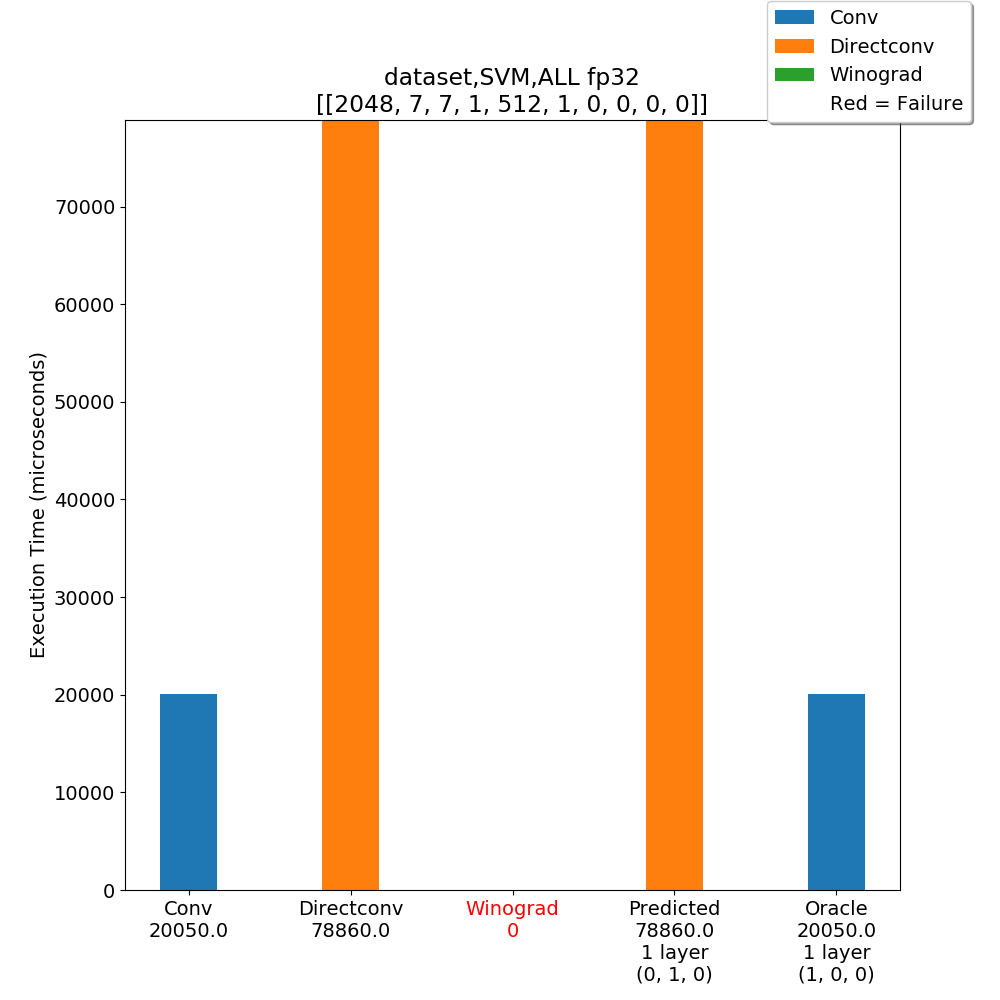 Conv
Directconv
Winograd
Red = Failure
dataset,SVM,ALL fp32
[[2048, 7, 7, 1, 512, 1, 0, 0, 0, 0]]
Execution Time (microseconds)
70000
60000
50000
40000
30000
20000
10000
0
Conv
20050.0
Directconv
78860.0
Winograd
0
Predicted
78860.0
1 layer
(0, 1, 0)
Oracle
20050.0
1 layer
(1, 0, 0)